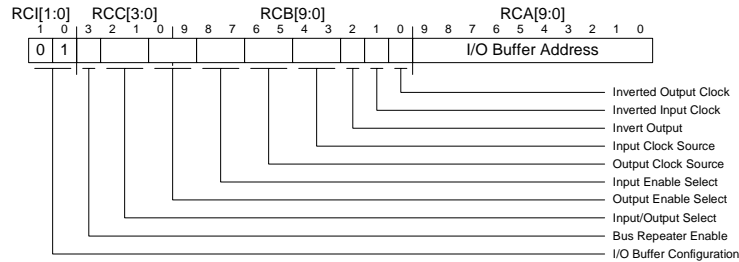 RCI[1:0] RCC[3:0] RCB[9:0] RCA[9:0]
1 0 3 2 1 0 9 8 7 6 5 4 3 2 1 0 9 8 7 6 5 4 3 2 1 0
0 1 I/O Buffer Address
Inverted Output Clock
Inverted Input Clock
Invert Output
Input Clock Source
Output Clock Source
Input Enable Select
Output Enable Select
Input/Output Select
Bus Repeater Enable
I/O Buffer Configuration